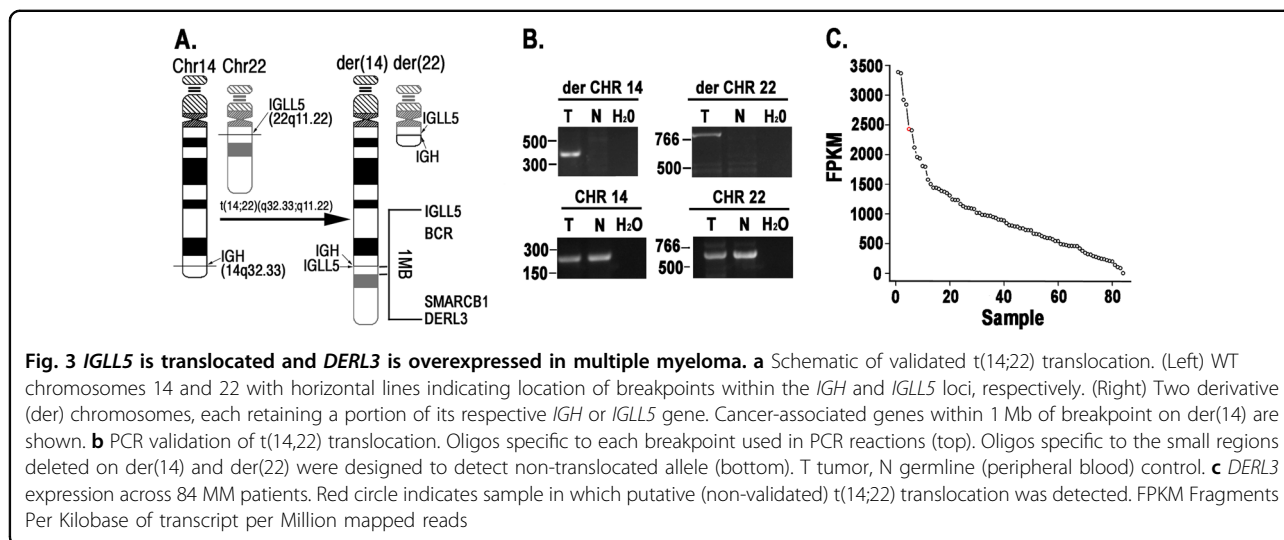 A.
Chr14 Chr22
der(14) der(22)
IGLL5
(22q11.22)
IGLL5
IGH
t(14;22)(q32.33;q11.22)
IGH
(14q32.33)
IGH
IGLL5
1MB
IGLL5
BCR
SMARCB1
DERL3
B.
der CHR 14
T N H₂0
500
300
der CHR 22
T N H₂0
766
500
CHR 14
T N H₂O
300
150
CHR 22
T N H₂O
766
500
C.
FPKM
3500
3000
2500
2000
1500
1000
500
0
0 20 40 60 80
Sample
Fig. 3 IGLL5 is translocated and DERL3 is overexpressed in multiple myeloma. a Schematic of validated t(14;22) translocation. (Left) WT
chromosomes 14 and 22 with horizontal lines indicating location of breakpoints within the IGH and IGLL5 loci, respectively. (Right) Two derivative
(der) chromosomes, each retaining a portion of its respective IGH or IGLL5 gene. Cancer-associated genes within 1 Mb of breakpoint on der(14) are
shown. b PCR validation of t(14,22) translocation. Oligos specific to each breakpoint used in PCR reactions (top). Oligos specific to the small regions
deleted on der(14) and der(22) were designed to detect non-translocated allele (bottom). T tumor, N germline (peripheral blood) control. c DERL3
expression across 84 MM patients. Red circle indicates sample in which putative (non-validated) t(14;22) translocation was detected. FPKM Fragments
Per Kilobase of transcript per Million mapped reads